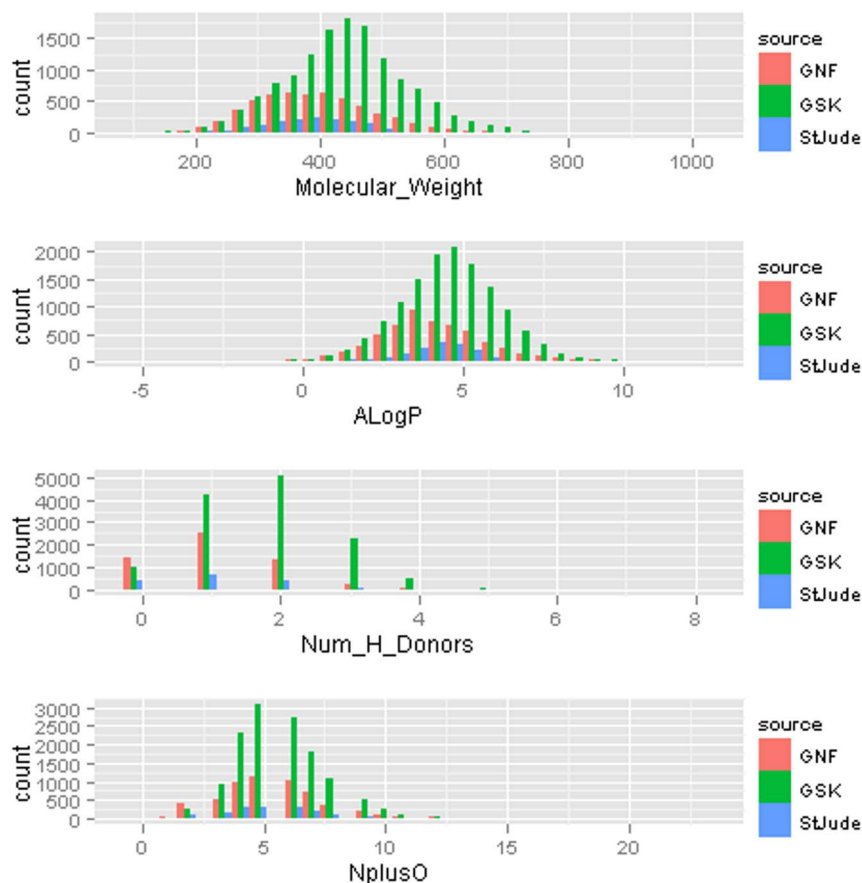 count
1500
1000
500
0
200 400 600 800 1000
Molecular_Weight
source
GNF
GSK
StJude
count
2000
1500
1000
500
0
-5 0 5 10
ALogP
source
GNF
GSK
StJude
count
5000
4000
3000
2000
1000
0
0 2 4 6 8
Num_H_Donors
source
GNF
GSK
StJude
count
3000
2500
2000
1500
1000
500
0
0 5 10 15 20
NplusO
source
GNF
GSK
StJude